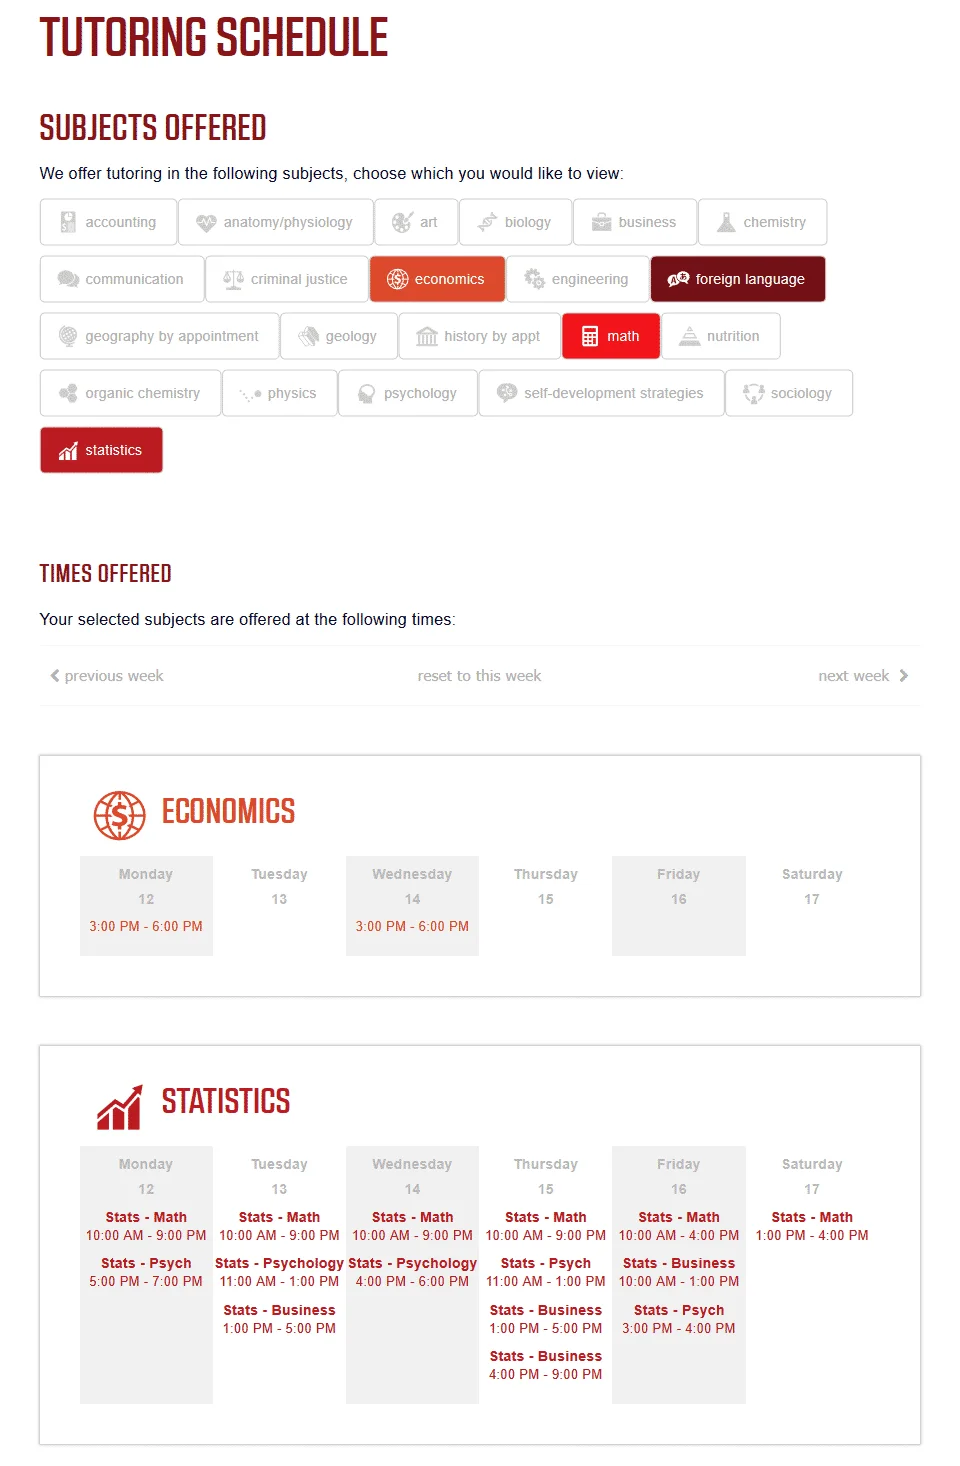 TUTORING SCHEDULE
SUBJECTS OFFERED
We offer tutoring in the following subjects, choose which you would like to view:
accounting anatomy/physiology art biology business chemistry
communication criminal justice economics engineering foreign language
geography by appointment geology history by appt math nutrition
organic chemistry physics psychology self-development strategies sociology
statistics
TIMES OFFERED
Your selected subjects are offered at the following times:
previous week reset to this week next week
ECONOMICS
Monday Tuesday Wednesday Thursday Friday Saturday
12 13 14 15 16 17
3:00 PM - 6:00 PM 3:00 PM - 6:00 PM
STATISTICS
Monday Tuesday Wednesday Thursday Friday Saturday
12 13 14 15 16 17
Stats - Math Stats - Math Stats - Math Stats - Math Stats - Math Stats - Math
10:00 AM - 9:00 PM 10:00 AM - 9:00 PM 10:00 AM - 9:00 PM 10:00 AM - 9:00 PM 10:00 AM - 4:00 PM 1:00 PM - 4:00 PM
Stats - Psych Stats - Psychology Stats - Psychology Stats - Psych Stats - Business
5:00 PM - 7:00 PM 11:00 AM - 1:00 PM 4:00 PM - 6:00 PM 11:00 AM - 1:00 PM 10:00 AM - 1:00 PM
Stats - Business Stats - Business Stats - Psych
1:00 PM - 5:00 PM 1:00 PM - 5:00 PM 3:00 PM - 4:00 PM
Stats - Business
4:00 PM - 9:00 PM